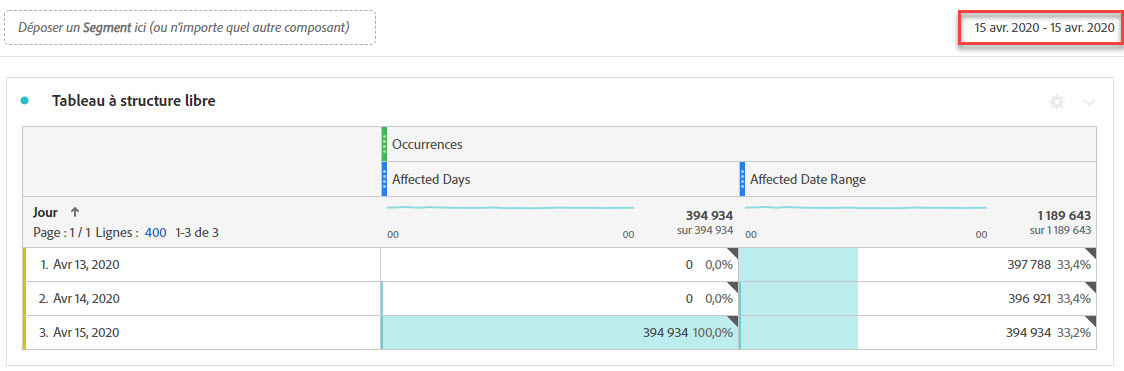 Déposer un Segment ici (ou n'importe quel autre composant)
15 avr. 2020 - 15 avr. 2020
Tableau à structure libre
Occurrences
Affected Days Affected Date Range
Jour ↑ 394 934 1 189 643
Page : 1 / 1 Lignes : 400 1-3 de 3 00 00 sur 394 934 00 00 sur 1 189 643
1. Avr 13, 2020 0 0,0% 397 788 33,4%
2. Avr 14, 2020 0 0,0% 396 921 33,4%
3. Avr 15, 2020 394 934 100,0% 394 934 33,2%